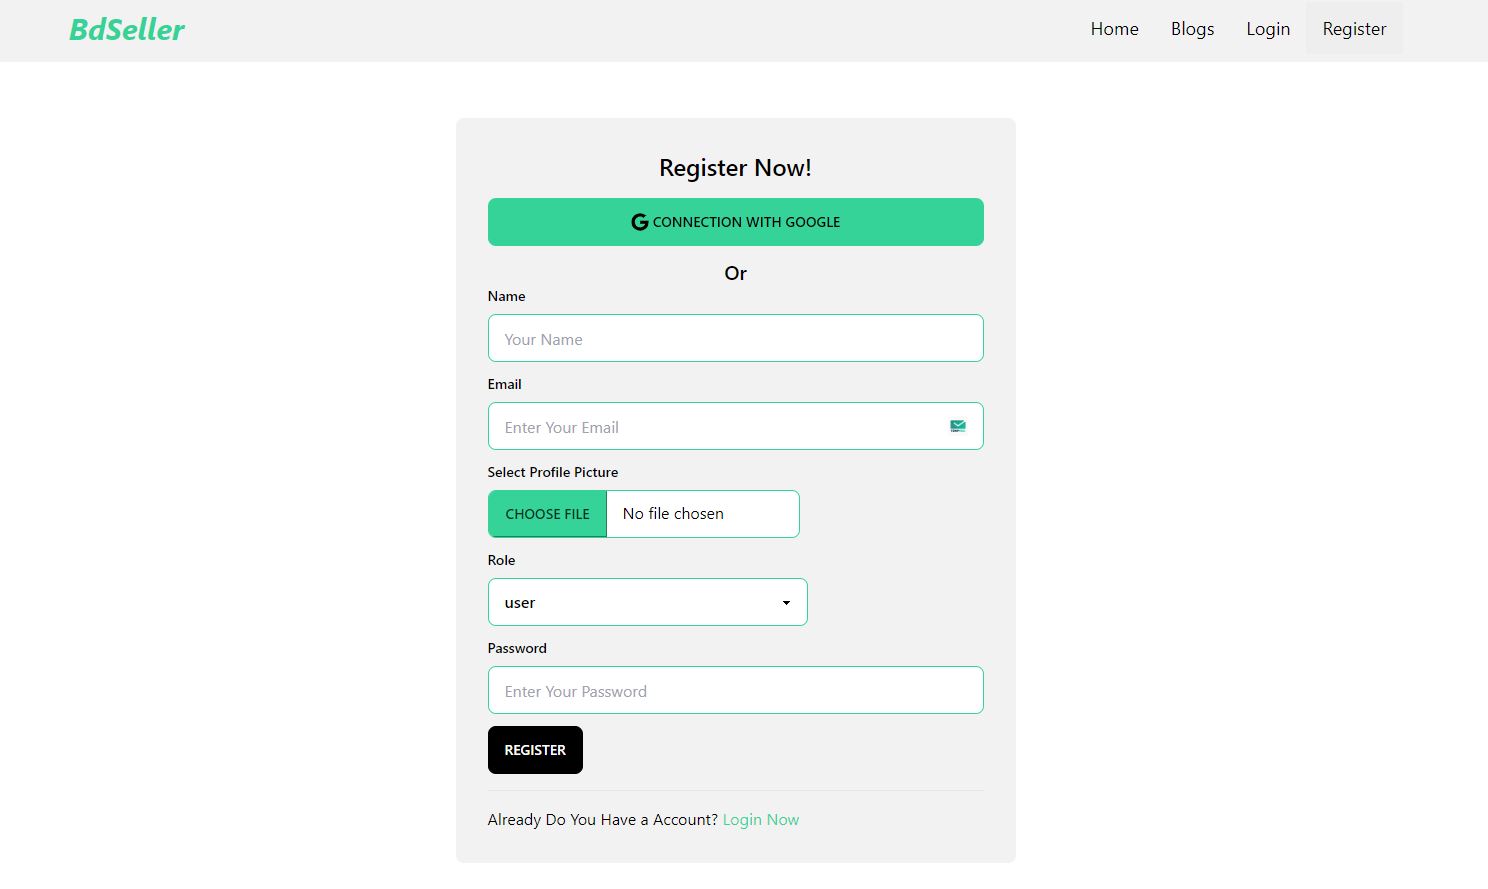 BdSeller
Home Blogs Login Register
Register Now!
CONNECTION WITH GOOGLE
Or
Name
Your Name
Email
Enter Your Email
Select Profile Picture
CHOOSE FILE No file chosen
Role
user
Password
Enter Your Password
REGISTER
Already Do You Have a Account? Login Now